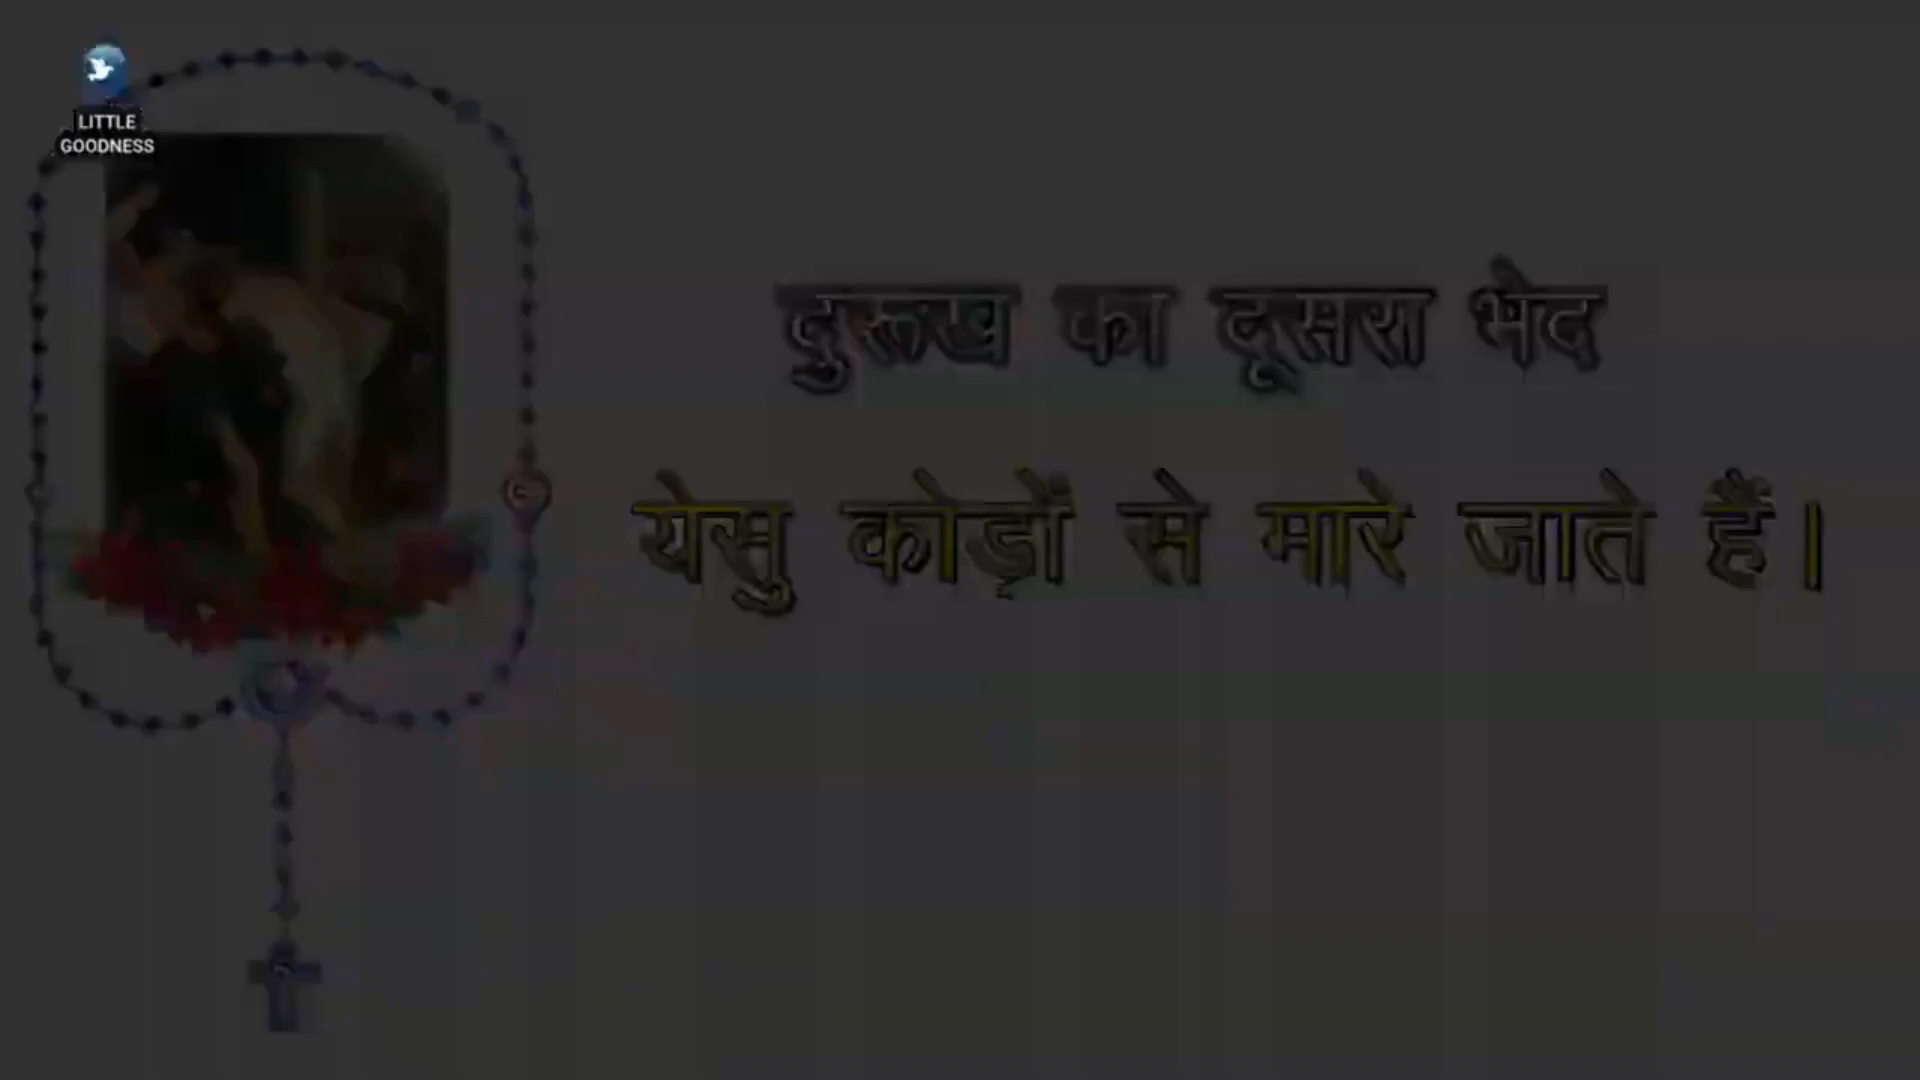 LITTLE
GOODNESS
दुरूख का दूसरा भेद
येसु कोड़ों से मारे जाते हैं।